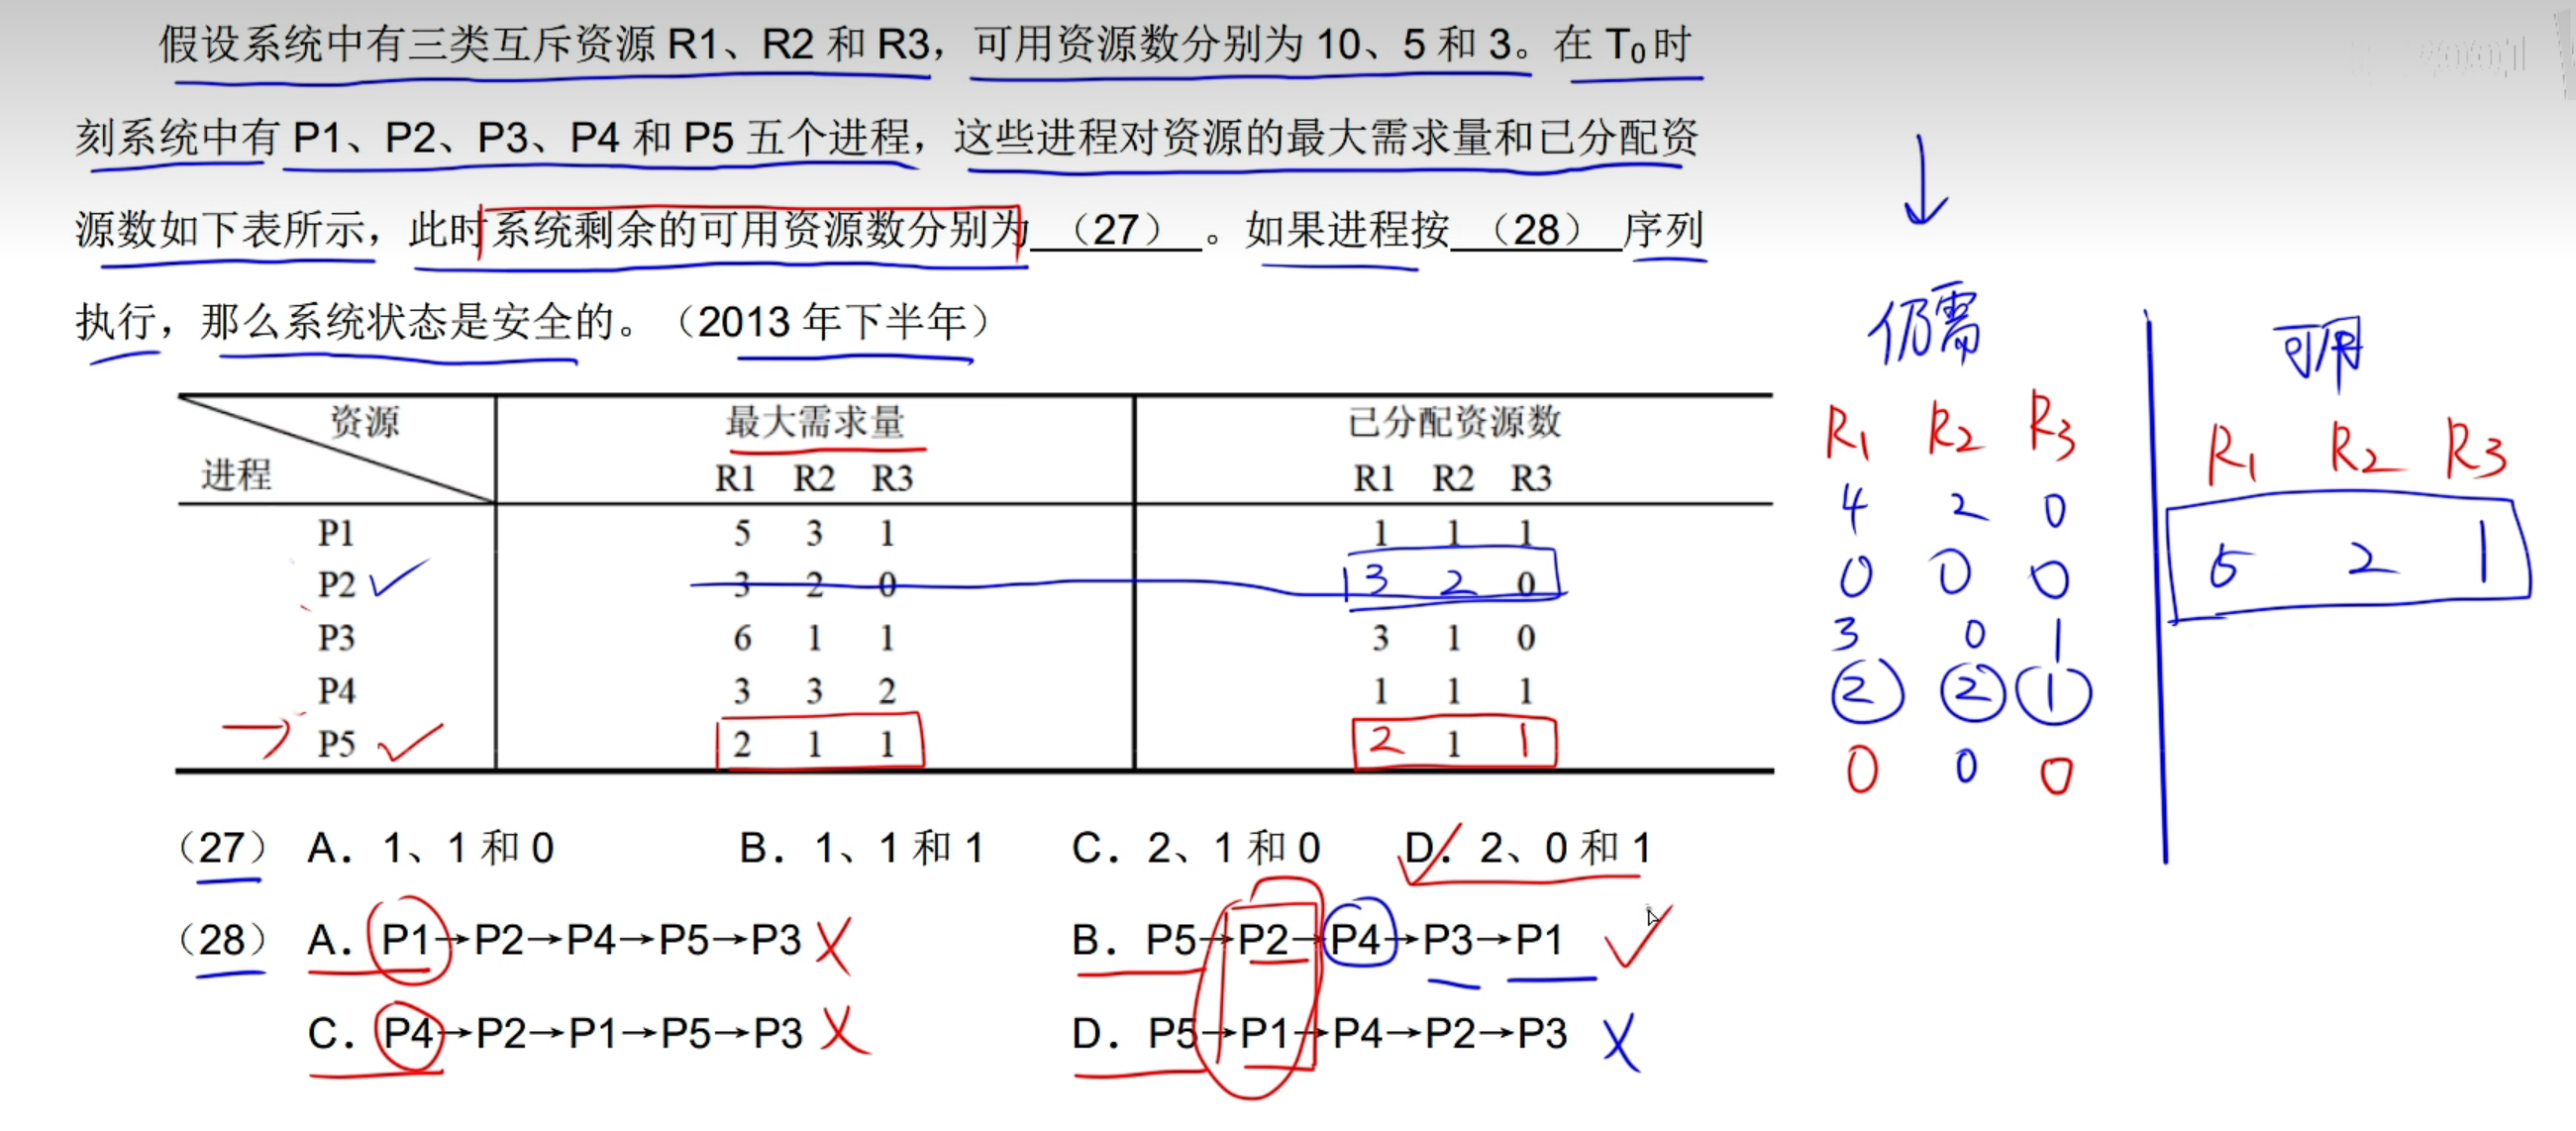 假设系统中有三类互斥资源 R1、R2 和 R3，可用资源数分别为 10、5 和 3。在 T₀时
刻系统中有 P1、P2、P3、P4 和 P5 五个进程，这些进程对资源的最大需求量和已分配资
源数如下表所示，此时系统剩余的可用资源数分别为 （27） 。如果进程按 （28） 序列
执行，那么系统状态是安全的。（2013 年下半年）
仍需 可用
资源 最大需求量 已分配资源数
进程 R1 R2 R3 R1 R2 R3
R1 R2 R3 R1 R2 R3
P1 5 3 1 1 1 1 4 2 0
P2 3 2 0 3 2 0 0 0 0 5 2 1
P3 6 1 1 3 1 0 3 0 1
P4 3 3 2 1 1 1 2 2 1
P5 2 1 1 2 1 1 0 0 0
（27） A．1、1 和 0 B．1、1 和 1 C．2、1 和 0 D．2、0 和 1
（28） A．P1→P2→P4→P5→P3 B．P5→P2→P4→P3→P1
C．P4→P2→P1→P5→P3 D．P5→P1→P4→P2→P3